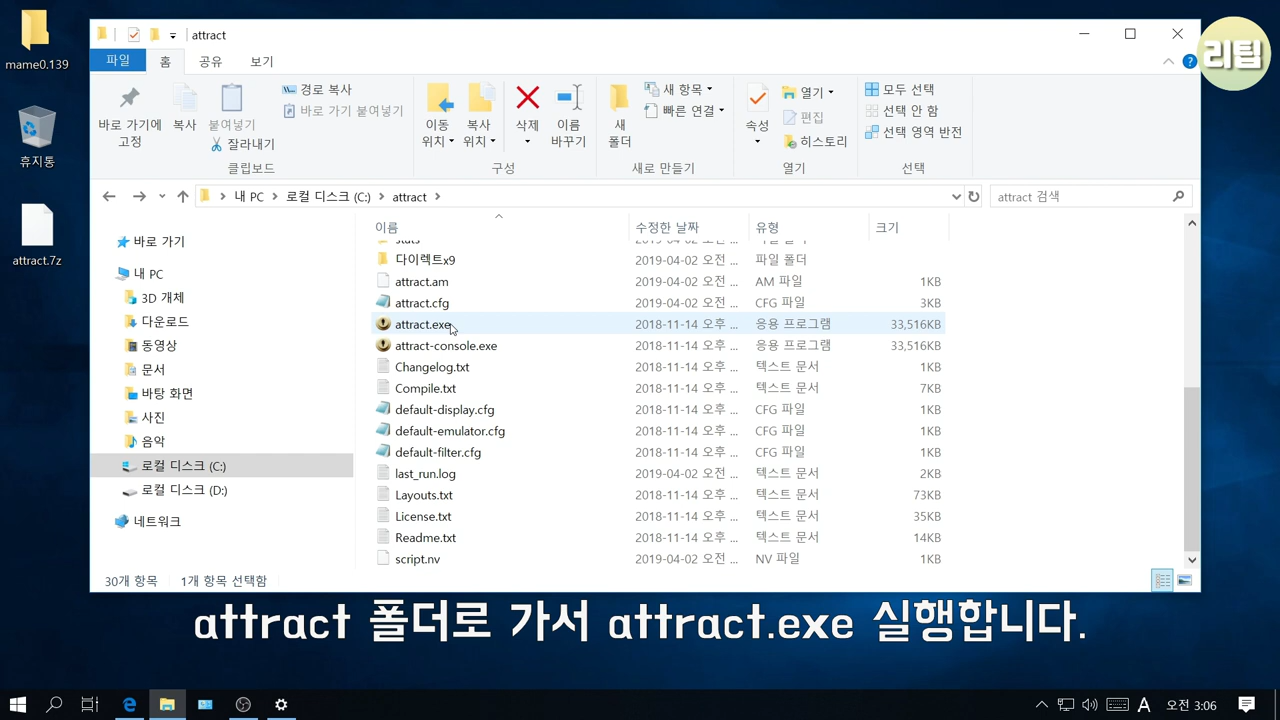 mame0.139
휴지통
attract.7z
attract
리팁
파일 홈 공유 보기
바로 가기에 고정
복사
붙여넣기
경로 복사
바로 가기 붙여넣기
잘라내기
클립보드
이동 위치
복사 위치
삭제
이름 바꾸기
구성
새 폴더
새 항목
빠른 연결
새로 만들기
속성
열기
편집
히스토리
열기
모두 선택
선택 안 함
선택 영역 반전
선택
내 PC > 로컬 디스크 (C:) > attract >
attract 검색
바로 가기
내 PC
3D 개체
다운로드
동영상
문서
바탕 화면
사진
음악
로컬 디스크 (C:)
로컬 디스크 (D:)
네트워크
이름 수정한 날짜 유형 크기
stats 2019-04-02 오전 ... 파일 폴더
다이렉트x9 2019-04-02 오전 ... 파일 폴더
attract.am 2019-04-02 오전 ... AM 파일 1KB
attract.cfg 2019-04-02 오전 ... CFG 파일 3KB
attract.exe 2018-11-14 오후 ... 응용 프로그램 33,516KB
attract-console.exe 2018-11-14 오후 ... 응용 프로그램 33,516KB
Changelog.txt 2018-11-14 오후 ... 텍스트 문서 1KB
Compile.txt 2018-11-14 오후 ... 텍스트 문서 7KB
default-display.cfg 2018-11-14 오후 ... CFG 파일 1KB
default-emulator.cfg 2018-11-14 오후 ... CFG 파일 1KB
default-filter.cfg 2018-11-14 오후 ... CFG 파일 1KB
last_run.log 2019-04-02 오전 ... 텍스트 문서 2KB
Layouts.txt 2018-11-14 오후 ... 텍스트 문서 73KB
License.txt 2018-11-14 오후 ... 텍스트 문서 35KB
Readme.txt 2018-11-14 오후 ... 텍스트 문서 14KB
script.nv 2019-04-02 오전 ... NV 파일 1KB
30개 항목 1개 항목 선택함
attract 폴더로 가서 attract.exe 실행합니다.
A 오전 3:06